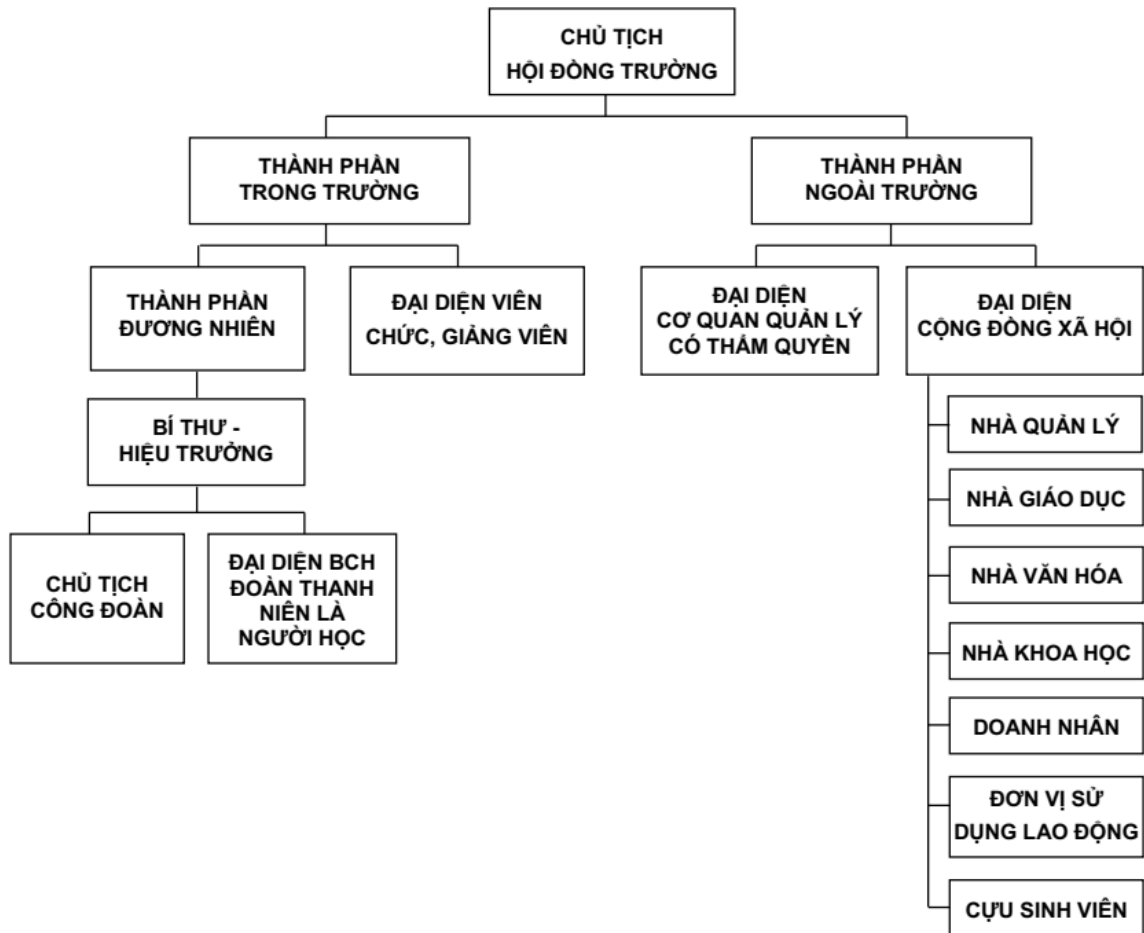 CHỦ TỊCH
HỘI ĐỒNG TRƯỜNG
THÀNH PHẦN
TRONG TRƯỜNG
THÀNH PHẦN
NGOÀI TRƯỜNG
THÀNH PHẦN
ĐƯƠNG NHIÊN
ĐẠI DIỆN VIÊN
CHỨC, GIẢNG VIÊN
ĐẠI DIỆN
CƠ QUAN QUẢN LÝ
CÓ THẨM QUYỀN
ĐẠI DIỆN
CỘNG ĐỒNG XÃ HỘI
BÍ THƯ -
HIỆU TRƯỞNG
CHỦ TỊCH
CÔNG ĐOÀN
ĐẠI DIỆN BCH
ĐOÀN THANH
NIÊN LÀ
NGƯỜI HỌC
NHÀ QUẢN LÝ
NHÀ GIÁO DỤC
NHÀ VĂN HÓA
NHÀ KHOA HỌC
DOANH NHÂN
ĐƠN VỊ SỬ
DỤNG LAO ĐỘNG
CỰU SINH VIÊN